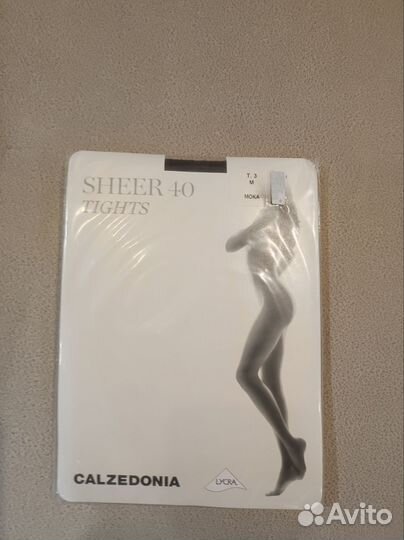 SHEER 40
TIGHTS
T. 3
M
MOKA
CALZEDONIA
LYCRA
Avito